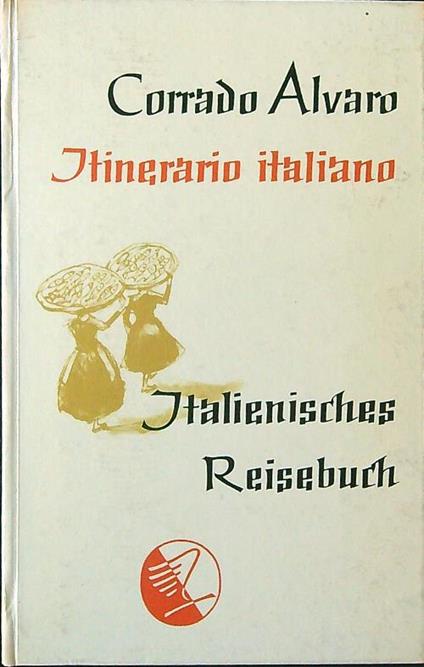 Corrado Alvaro
Itinerario italiano
Italienisches
Reisebuch